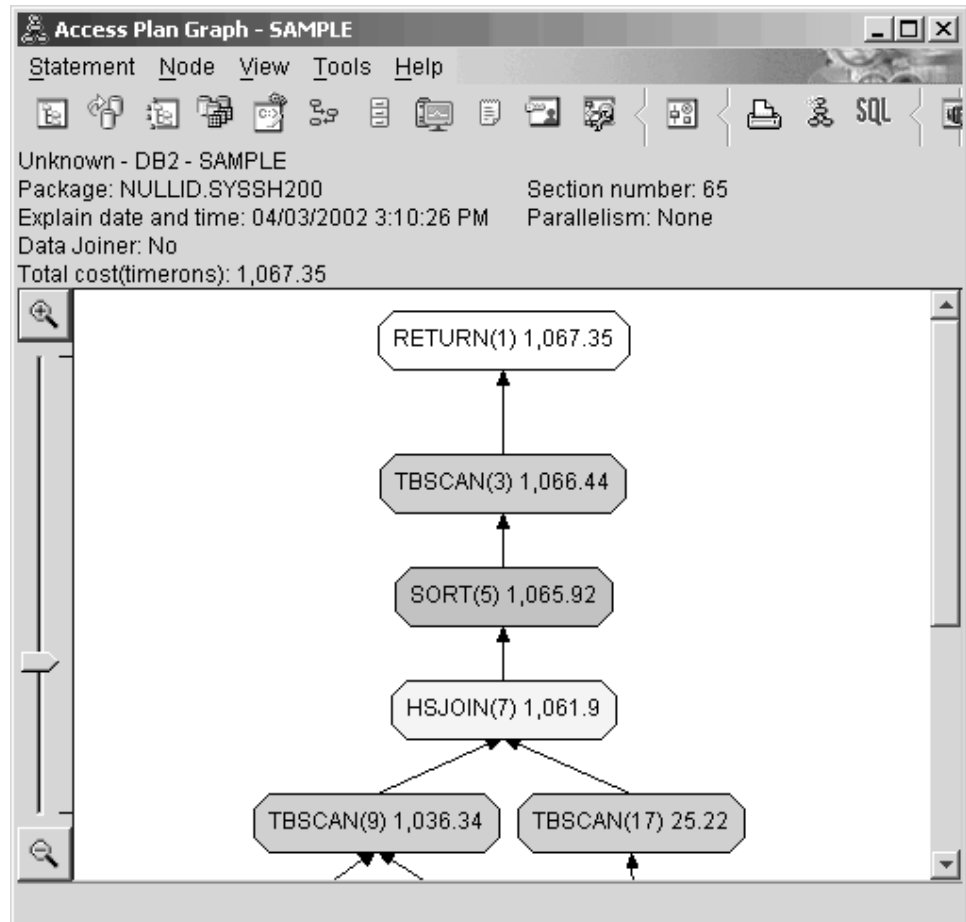 Access Plan Graph - SAMPLE
Statement Node View Tools Help
SQL
Unknown - DB2 - SAMPLE
Package: NULLID.SYSSH200 Section number: 65
Explain date and time: 04/03/2002 3:10:26 PM Parallelism: None
Data Joiner: No
Total cost(timerons): 1,067.35
RETURN(1) 1,067.35
TBSCAN(3) 1,066.44
SORT(5) 1,065.92
HSJOIN(7) 1,061.9
TBSCAN(9) 1,036.34 TBSCAN(17) 25.22